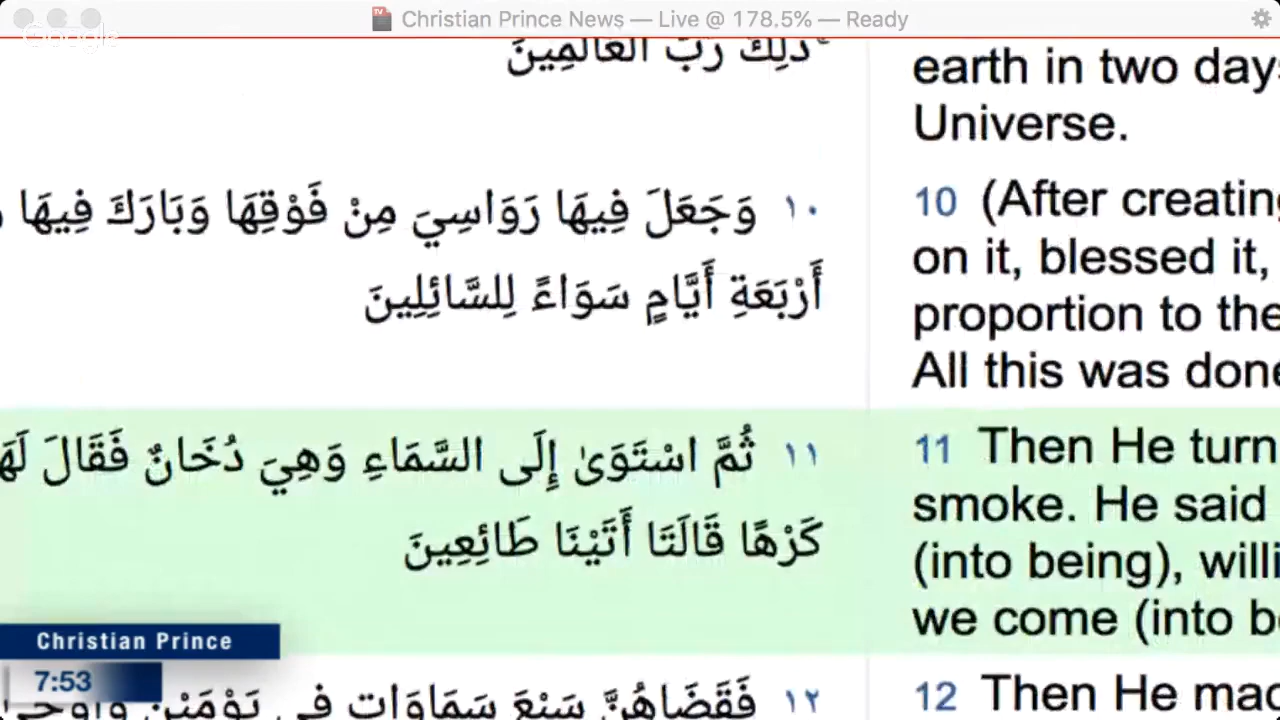 Christian Prince News — Live @ 178.5% — Ready
Google
ذَٰلِكَ رَبُّ الْعَالَمِينَ
earth in two days
Universe.
١٠ وَجَعَلَ فِيهَا رَوَاسِيَ مِنْ فَوْقِهَا وَبَارَكَ فِيهَا
أَرْبَعَةِ أَيَّامٍ سَوَاءً لِلسَّائِلِينَ
10 (After creating
on it, blessed it,
proportion to the
All this was done
١١ ثُمَّ اسْتَوَىٰ إِلَى السَّمَاءِ وَهِيَ دُخَانٌ فَقَالَ
كَرْهًا قَالَتَا أَتَيْنَا طَائِعِينَ
11 Then He turn
smoke. He said
(into being), willi
we come (into be
١٢ فَقَضَاهُنَّ سَبْعَ سَمَاوَاتٍ فِي يَوْمَيْنِ
12 Then He mad
Christian Prince
7:53